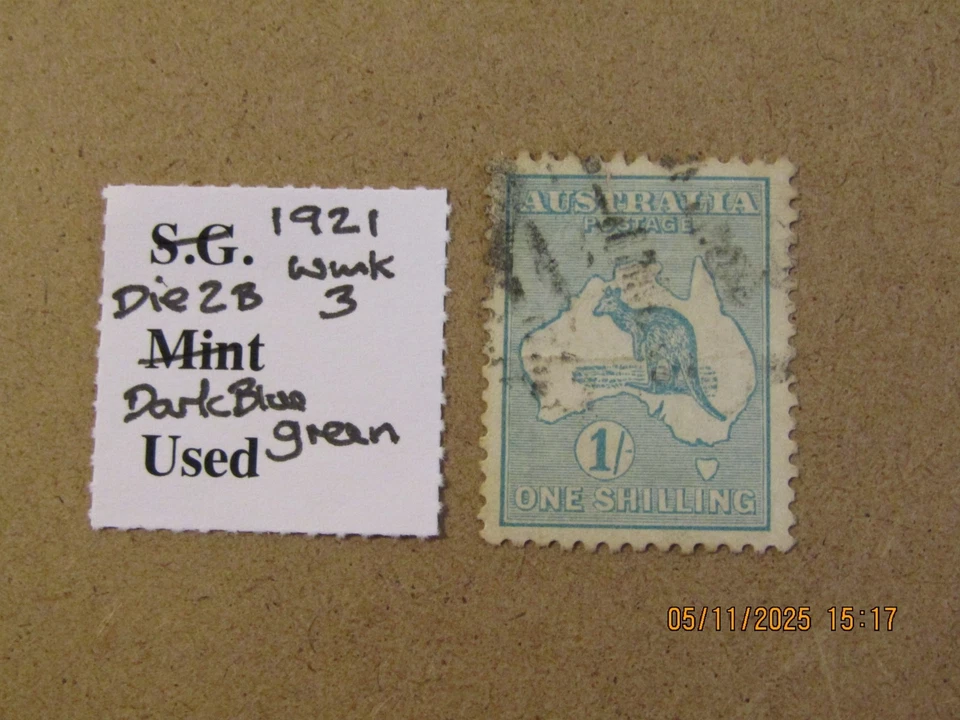 S.G. 1921
wmk
Die 2B 3
Mint
Dark Blue
green
Used
AUSTRALIA
POSTAGE
1/-
ONE SHILLING
05/11/2025 15:17